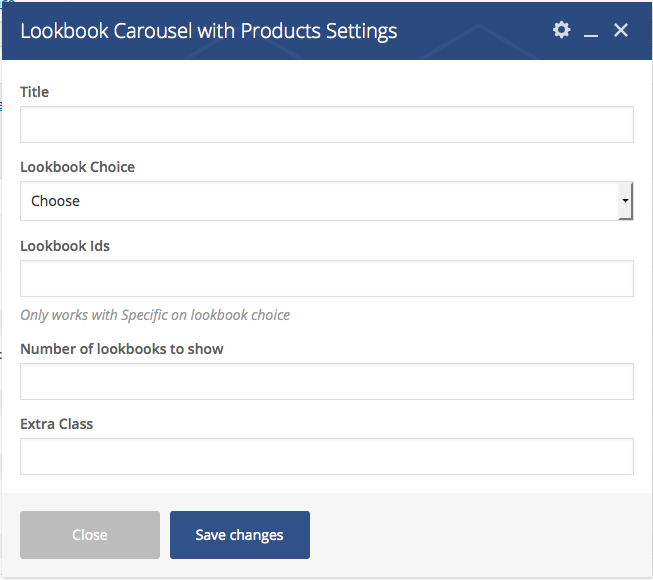 Lookbook Carousel with Products Settings
Title
Lookbook Choice
Choose
Lookbook Ids
Only works with Specific on lookbook choice
Number of lookbooks to show
Extra Class
Close
Save changes